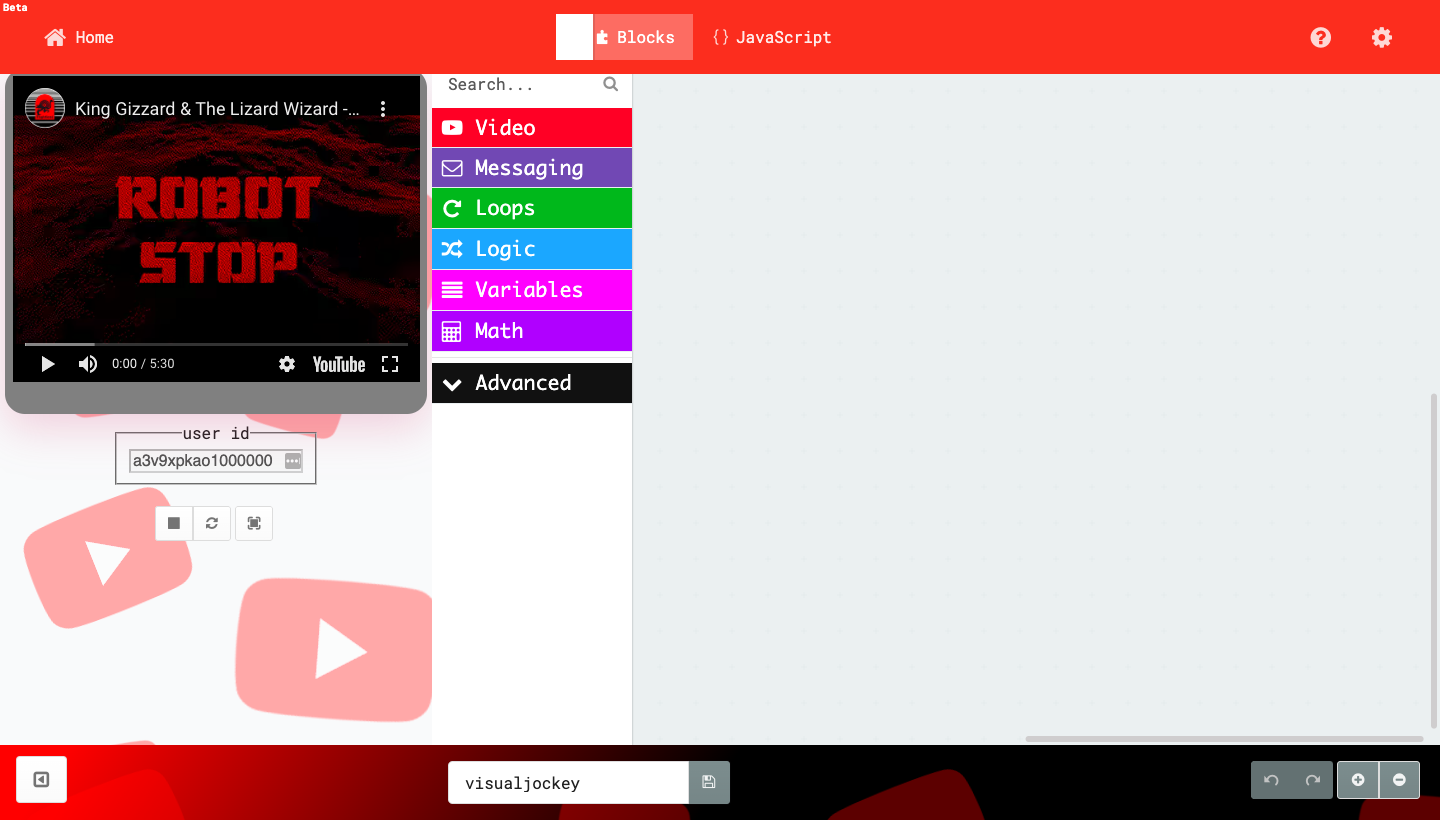 Beta
Home
Blocks
{} JavaScript
King Gizzard & The Lizard Wizard -...
ROBOT
STOP
0:00 / 5:30
YouTube
user id
a3v9xpkao1000000
Search...
Video
Messaging
Loops
Logic
Variables
Math
Advanced
visualjockey